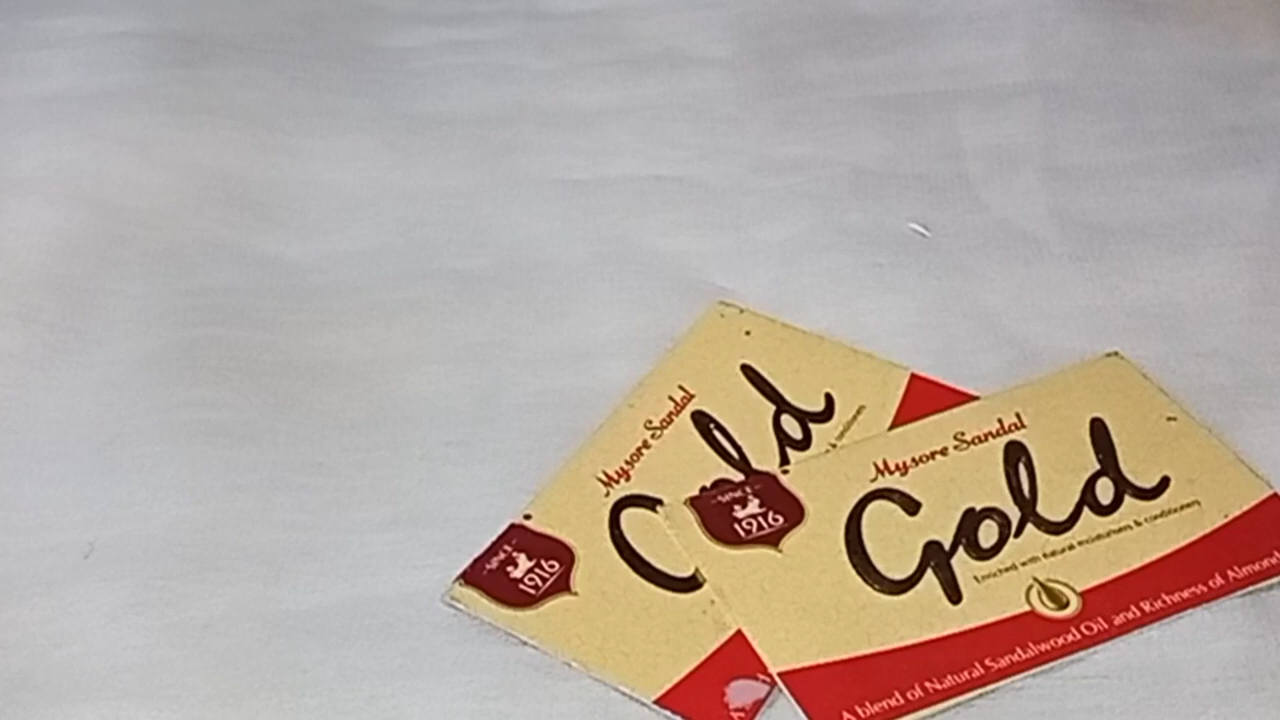 Mysore Sandal
Gold
SINCE
1916
Mysore Sandal
Gold
SINCE
1916
Enriched with natural moisturisers & conditioners
A blend of Natural Sandalwood Oil and Richness of Almond